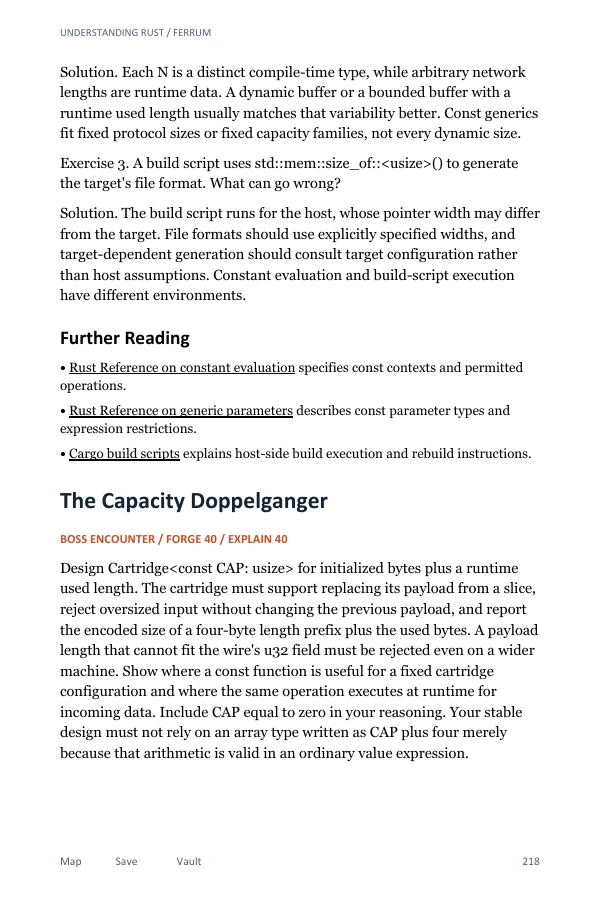 UNDERSTANDING RUST / FERRUM
Solution. Each N is a distinct compile-time type, while arbitrary network
lengths are runtime data. A dynamic buffer or a bounded buffer with a
runtime used length usually matches that variability better. Const generics
fit fixed protocol sizes or fixed capacity families, not every dynamic size.
Exercise 3. A build script uses std::mem::size_of::<usize>() to generate
the target's file format. What can go wrong?
Solution. The build script runs for the host, whose pointer width may differ
from the target. File formats should use explicitly specified widths, and
target-dependent generation should consult target configuration rather
than host assumptions. Constant evaluation and build-script execution
have different environments.
Further Reading
• Rust Reference on constant evaluation specifies const contexts and permitted
operations.
• Rust Reference on generic parameters describes const parameter types and
expression restrictions.
• Cargo build scripts explains host-side build execution and rebuild instructions.
The Capacity Doppelganger
BOSS ENCOUNTER / FORGE 40 / EXPLAIN 40
Design Cartridge<const CAP: usize> for initialized bytes plus a runtime
used length. The cartridge must support replacing its payload from a slice,
reject oversized input without changing the previous payload, and report
the encoded size of a four-byte length prefix plus the used bytes. A payload
length that cannot fit the wire's u32 field must be rejected even on a wider
machine. Show where a const function is useful for a fixed cartridge
configuration and where the same operation executes at runtime for
incoming data. Include CAP equal to zero in your reasoning. Your stable
design must not rely on an array type written as CAP plus four merely
because that arithmetic is valid in an ordinary value expression.
Map Save Vault 218